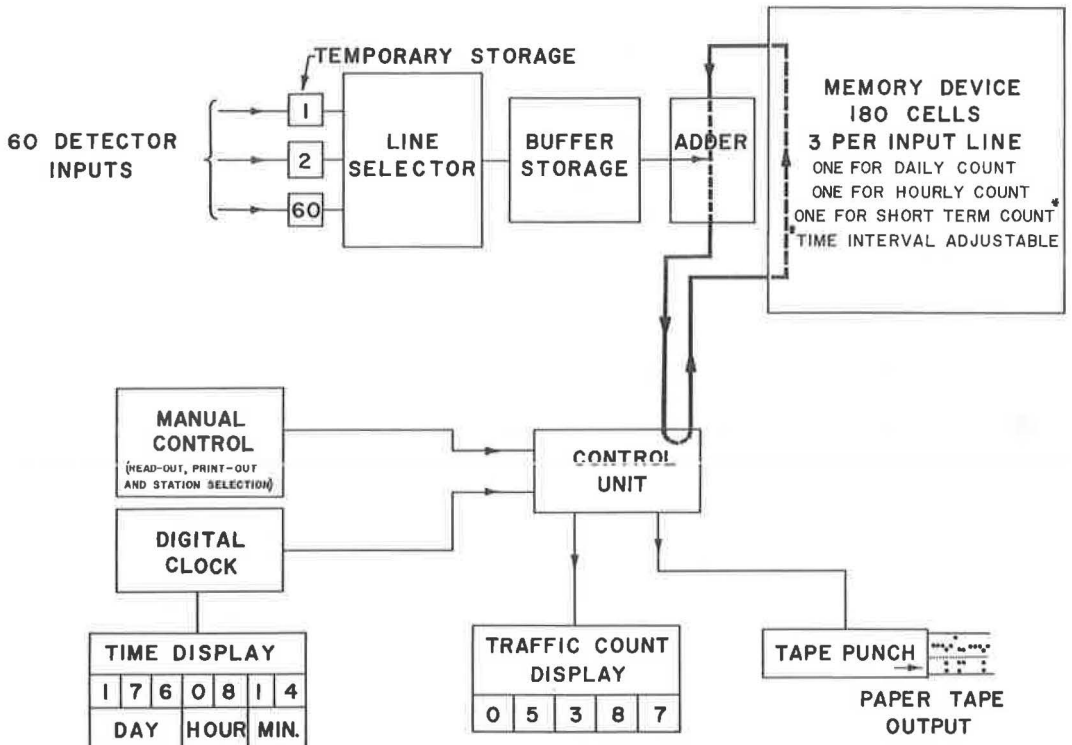 TEMPORARY STORAGE
60 DETECTOR
INPUTS
1
2
60
LINE
SELECTOR
BUFFER
STORAGE
ADDER
MEMORY DEVICE
180 CELLS
3 PER INPUT LINE
ONE FOR DAILY COUNT
ONE FOR HOURLY COUNT
ONE FOR SHORT TERM COUNT*
*TIME INTERVAL ADJUSTABLE
MANUAL
CONTROL
(READ-OUT, PRINT-OUT
AND STATION SELECTION)
CONTROL
UNIT
DIGITAL
CLOCK
TIME DISPLAY
1 7 6 0 8 1 4
DAY HOUR MIN.
TRAFFIC COUNT
DISPLAY
0 5 3 8 7
TAPE PUNCH
PAPER TAPE
OUTPUT